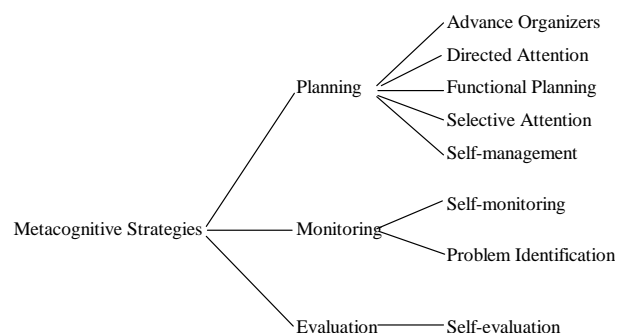 Advance Organizers
Directed Attention
Planning
Functional Planning
Selective Attention
Self-management
Self-monitoring
Metacognitive Strategies
Monitoring
Problem Identification
Evaluation
Self-evaluation